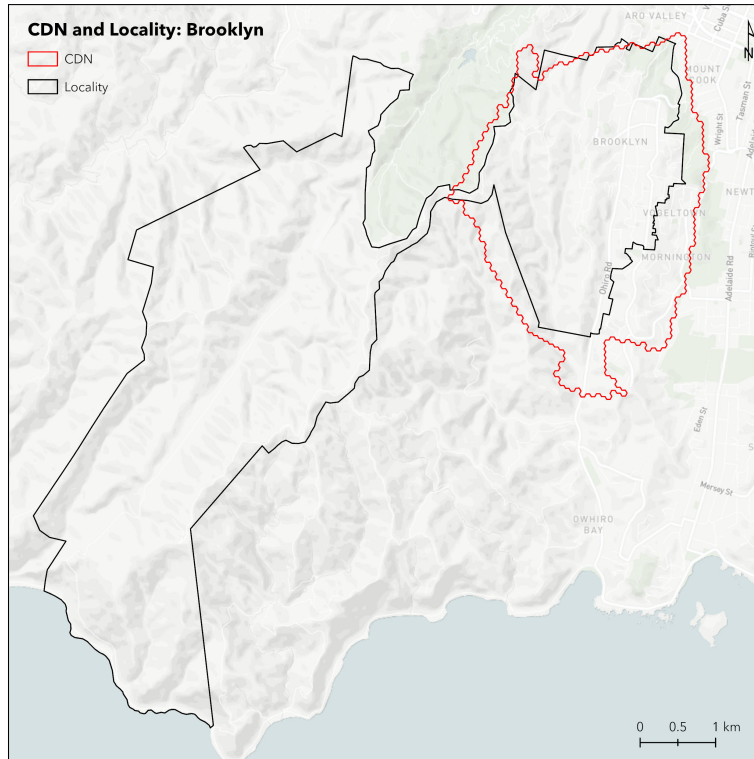 CDN and Locality: Brooklyn
CDN
Locality
ARO VALLEY
Cuba St
N
MOUNT
COOK
Tasman St
Wright St
BROOKLYN
VOGELTOWN
MORNINGTON
Ohiro Rd
Adelaide Rd
Eden St
Mersey St
OWHIRO
BAY
0 0.5 1 km